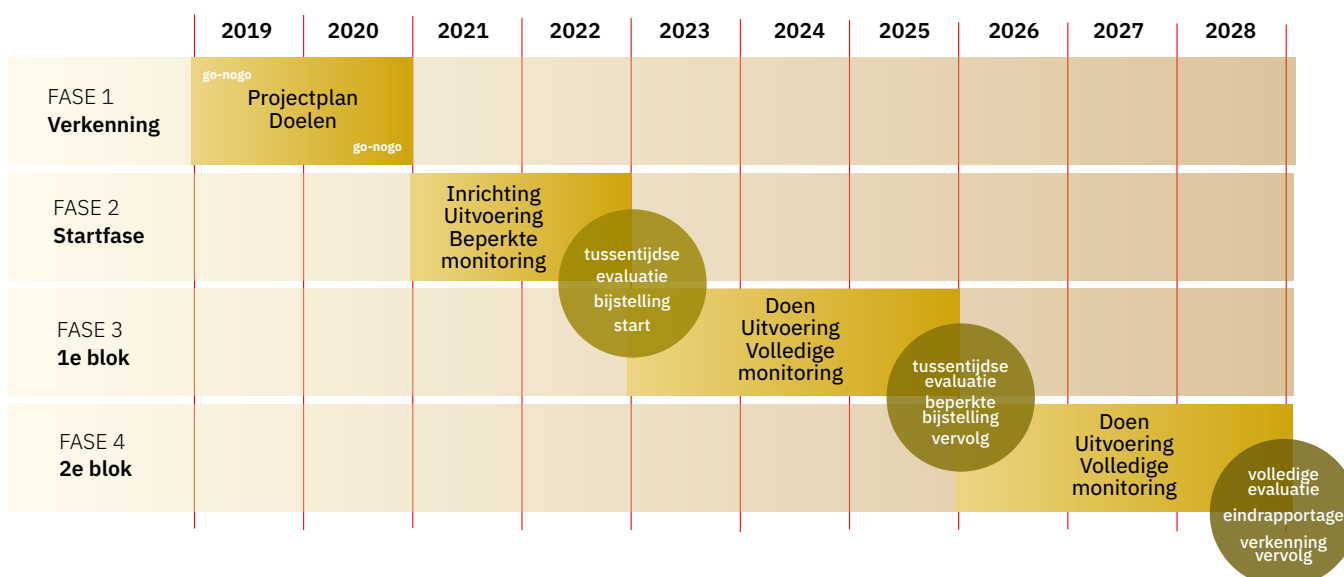 2019 2020 2021 2022 2023 2024 2025 2026 2027 2028
FASE 1
Verkenning
go-nogo
Projectplan
Doelen
go-nogo
FASE 2
Startfase
Inrichting
Uitvoering
Beperkte
monitoring
tussentijdse
evaluatie
bijstelling
start
FASE 3
1e blok
Doen
Uitvoering
Volledige
monitoring
tussentijdse
evaluatie
beperkte
bijstelling
vervolg
FASE 4
2e blok
Doen
Uitvoering
Volledige
monitoring
volledige
evaluatie
eindrapportage
verkenning
vervolg